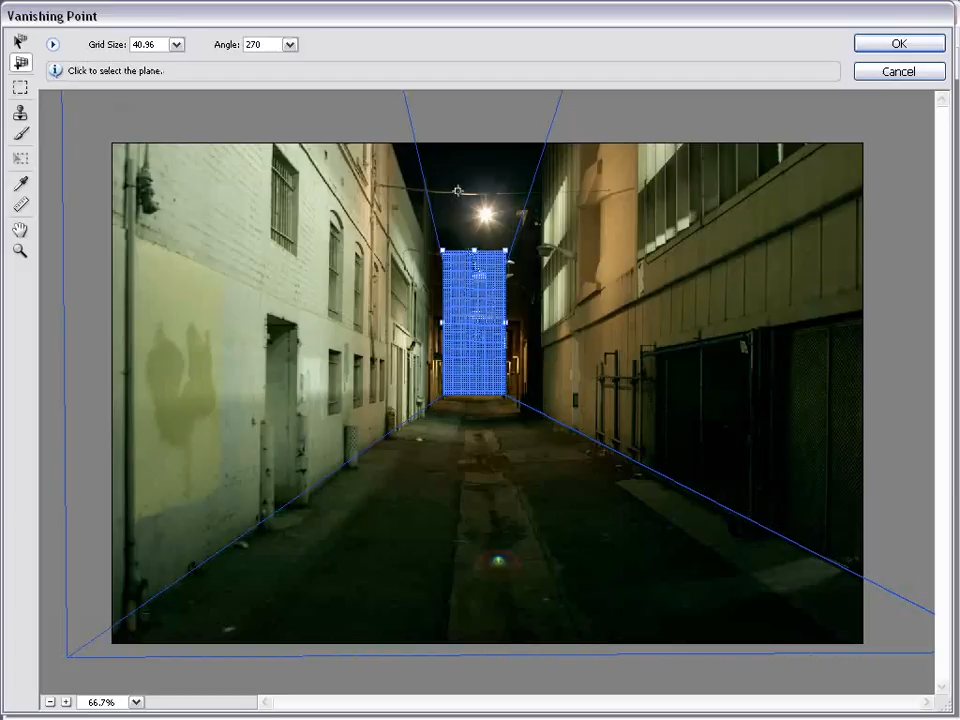 Vanishing Point
Grid Size: 40.96 Angle: 270
OK
Click to select the plane.
Cancel
66.7%